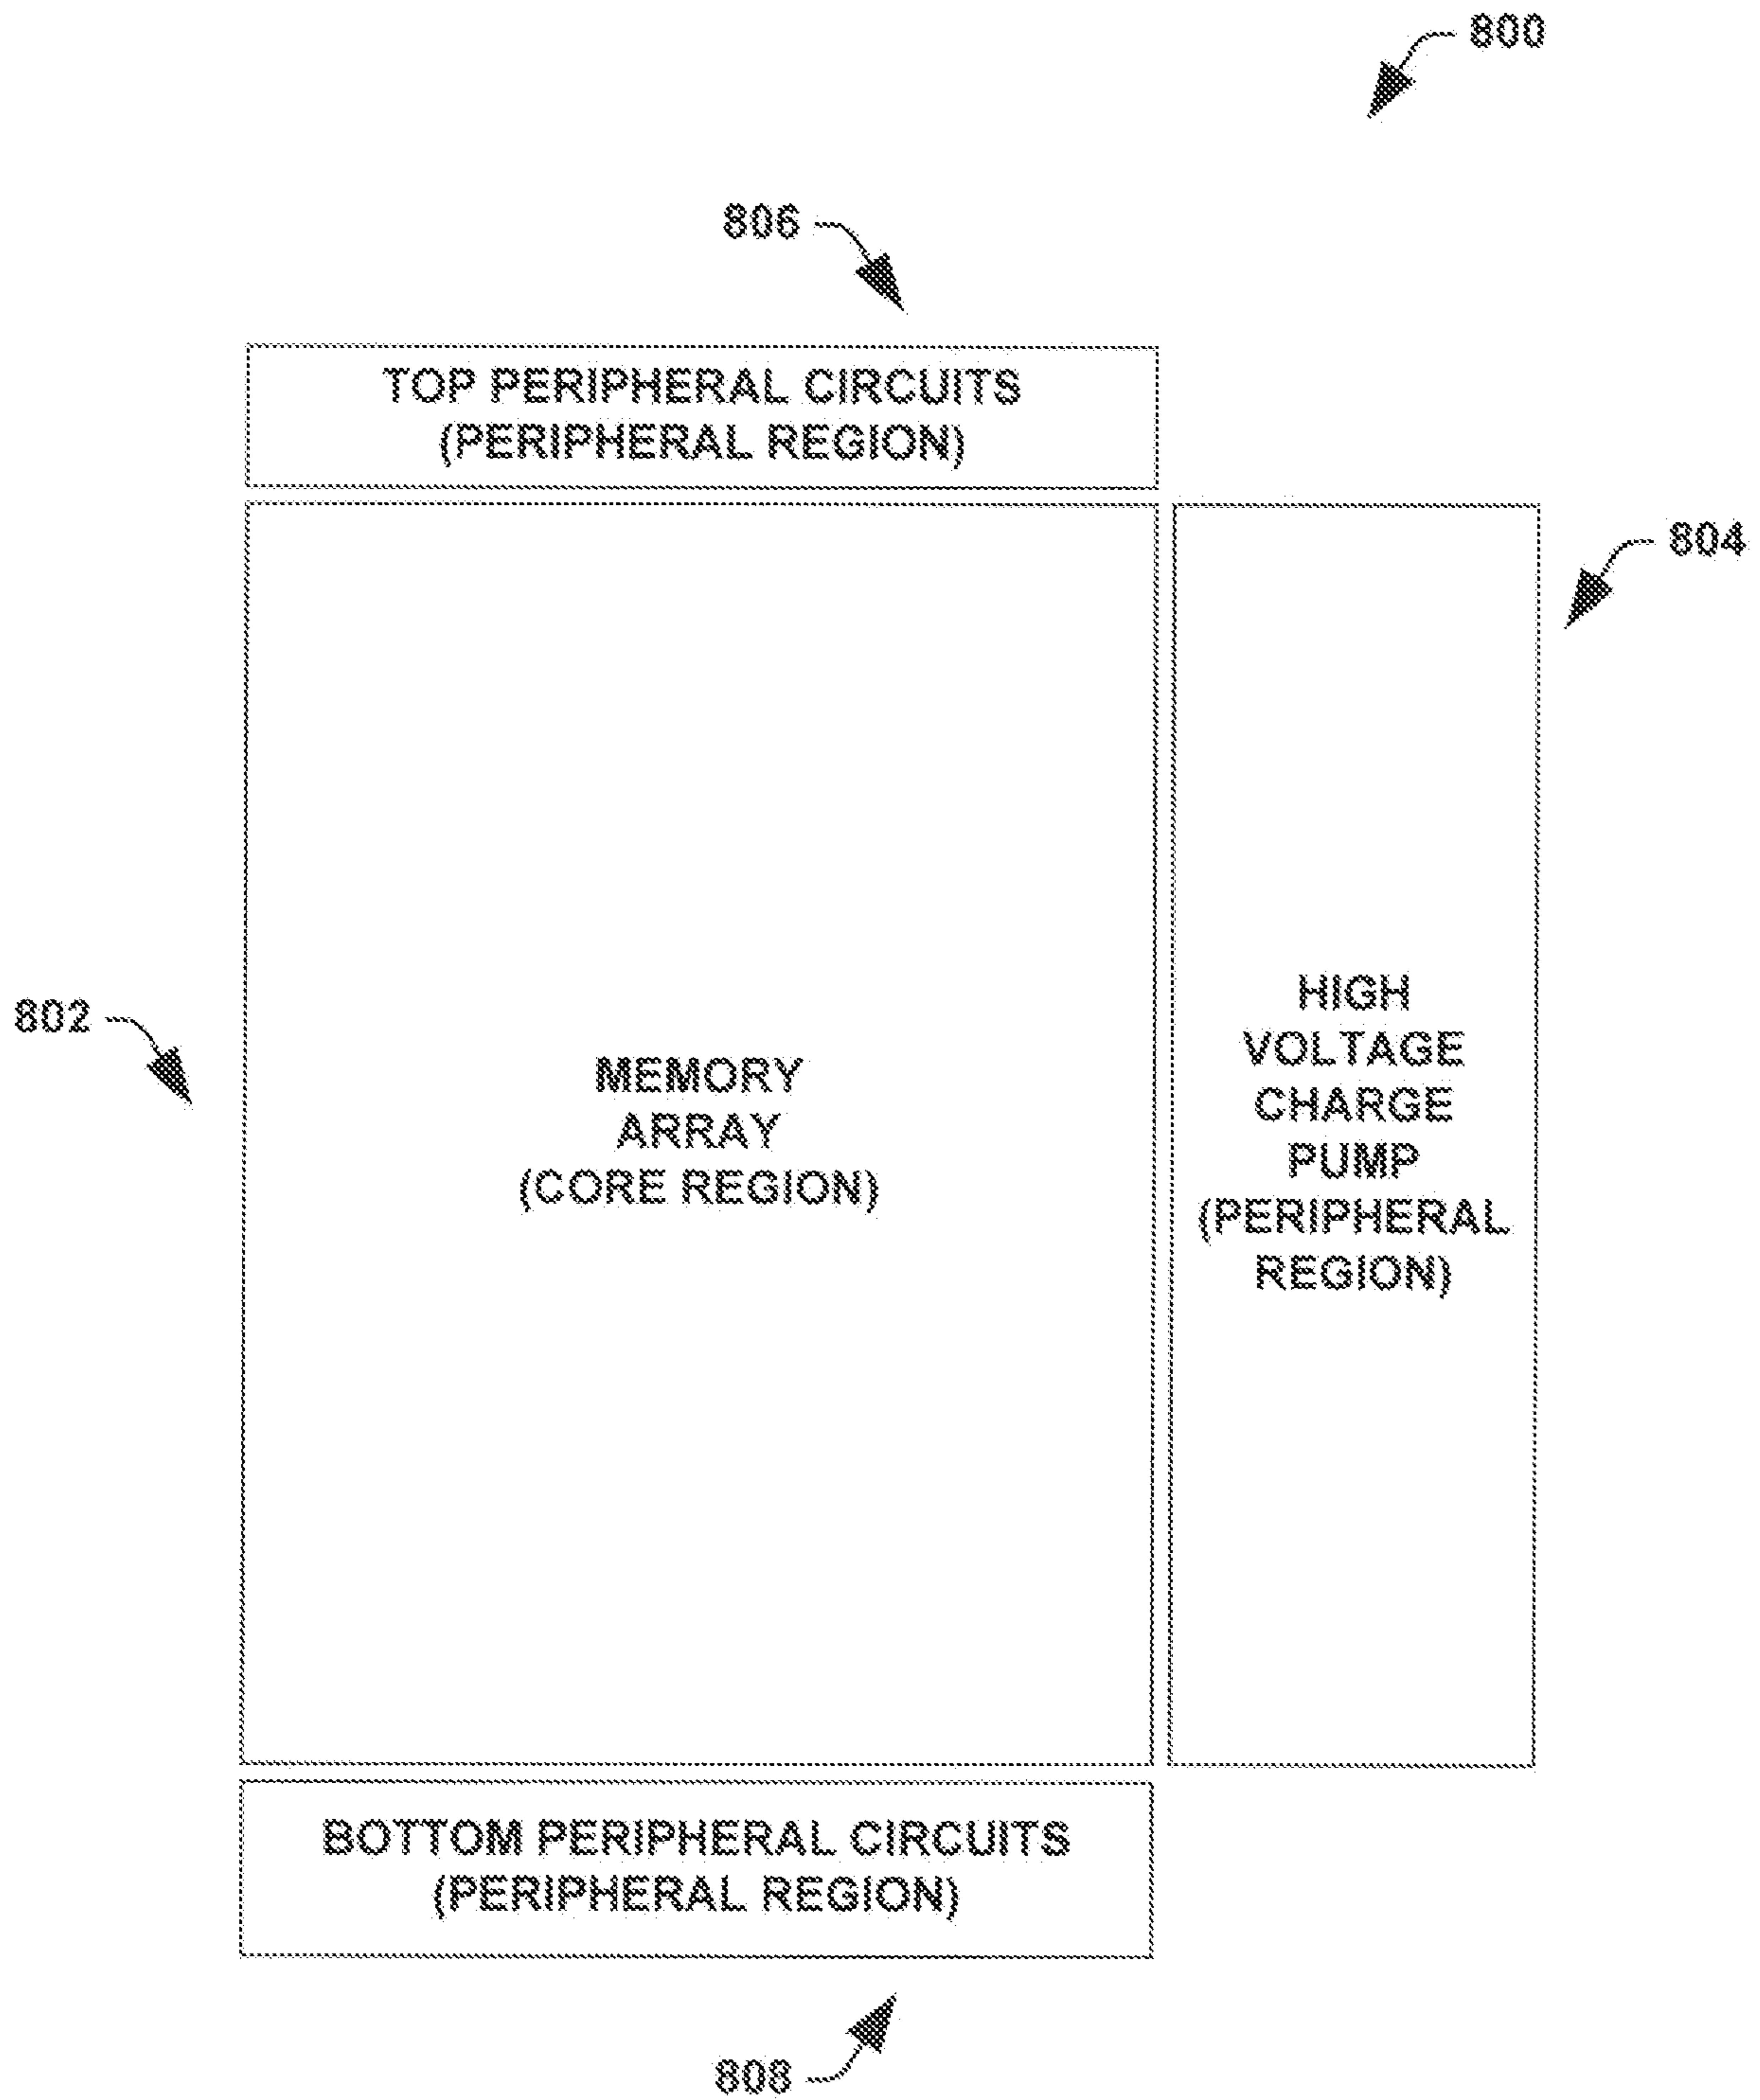 800
806
TOP PERIPHERAL CIRCUITS
(PERIPHERAL REGION)
804
802
MEMORY
ARRAY
(CORE REGION)
HIGH
VOLTAGE
CHARGE
PUMP
(PERIPHERAL
REGION)
BOTTOM PERIPHERAL CIRCUITS
(PERIPHERAL REGION)
808